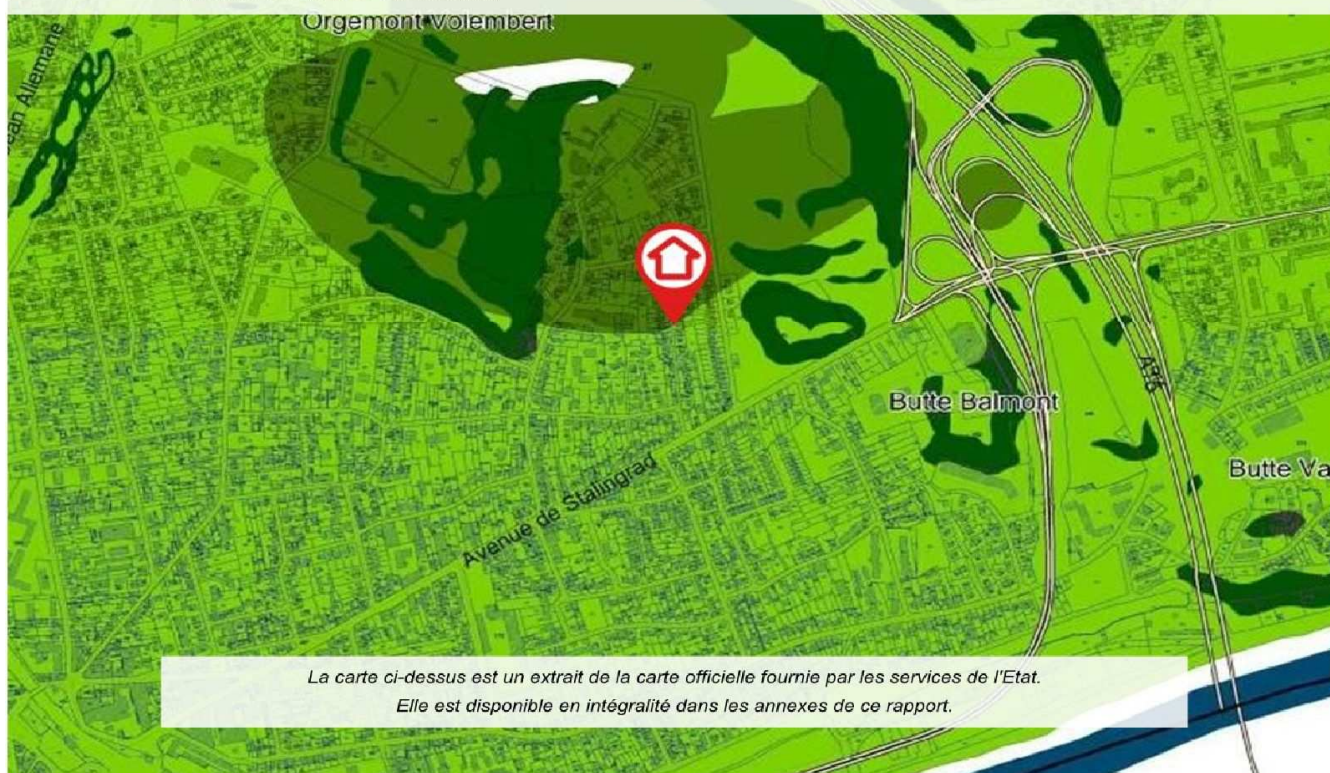 Orgemont Volembert
Jean Allemane
Butte Balmont
A15
Butte Va
Avenue de Stalingrad
La carte ci-dessus est un extrait de la carte officielle fournie par les services de l'Etat.
Elle est disponible en intégralité dans les annexes de ce rapport.